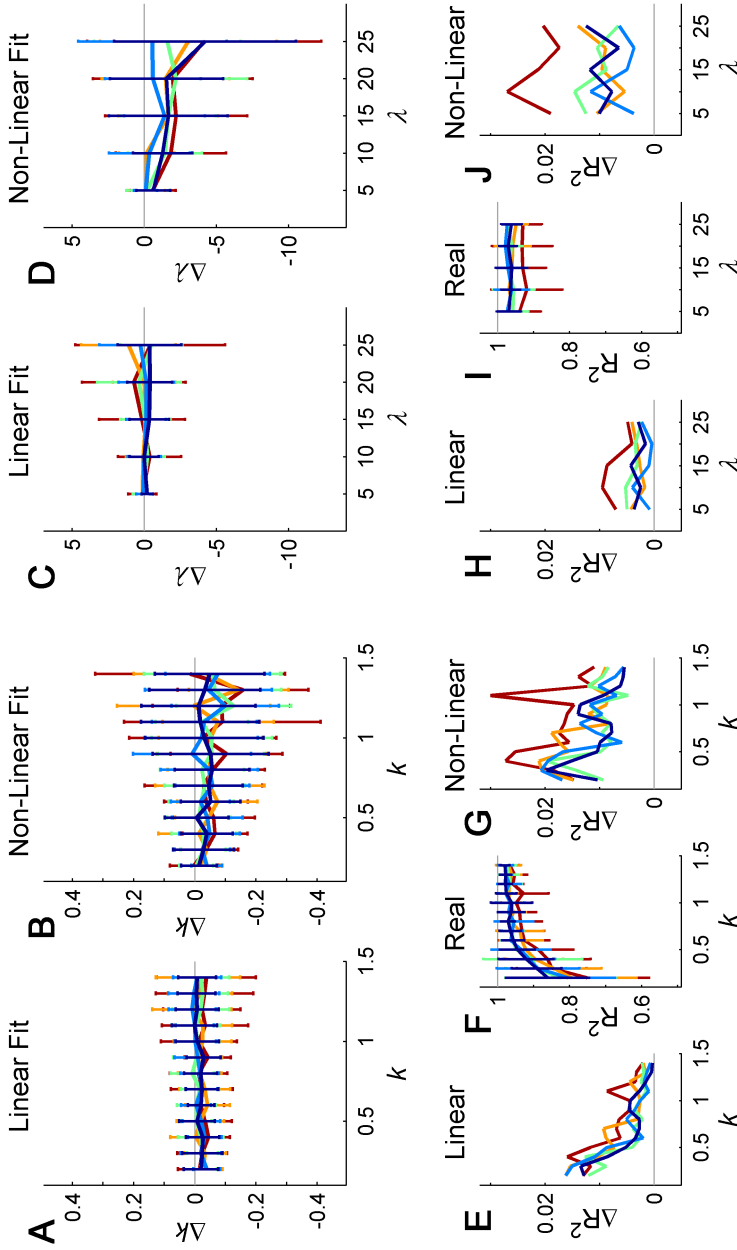 A
Linear Fit
Δk
0.4
0.2
0
-0.2
-0.4
0.5
1
1.5
k
B
Non-Linear Fit
Δk
0.4
0.2
0
-0.2
-0.4
0.5
1
1.5
k
C
Linear Fit
Δλ
5
0
-5
-10
5
10
15
20
25
λ
D
Non-Linear Fit
Δλ
5
0
-5
-10
5
10
15
20
25
λ
E
Linear
ΔR²
0.02
0
0.5
1
1.5
k
F
Real
R²
1
0.8
0.6
0.5
1
1.5
k
G
Non-Linear
ΔR²
0.02
0
0.5
1
1.5
k
H
Linear
ΔR²
0.02
0
5
15
25
λ
I
Real
R²
1
0.8
0.6
5
15
25
λ
J
Non-Linear
ΔR²
0.02
0
5
15
25
λ